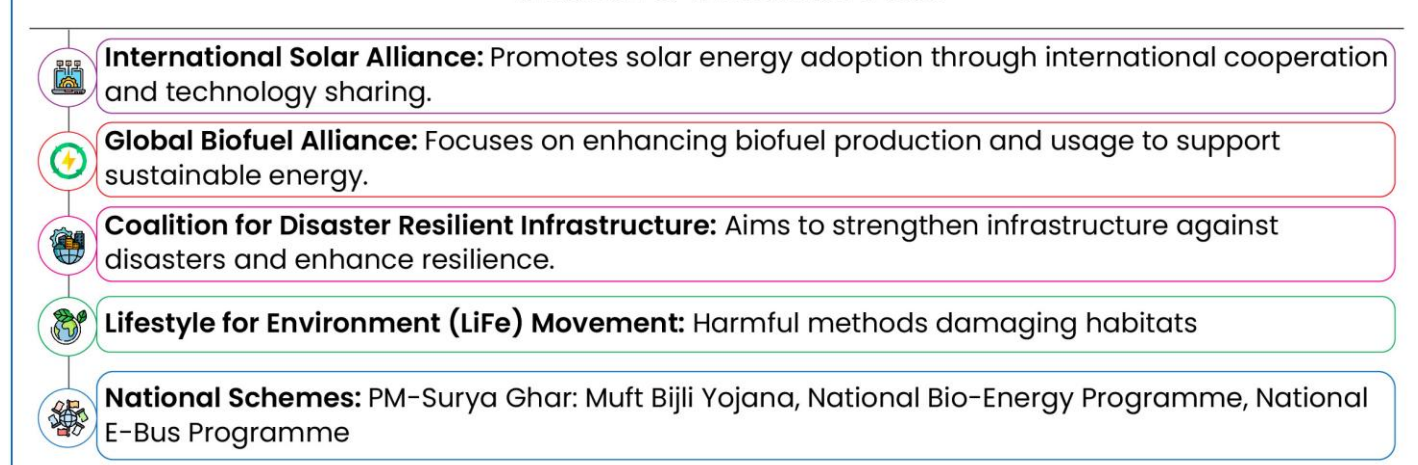 International Solar Alliance: Promotes solar energy adoption through international cooperation
and technology sharing.
Global Biofuel Alliance: Focuses on enhancing biofuel production and usage to support
sustainable energy.
Coalition for Disaster Resilient Infrastructure: Aims to strengthen infrastructure against
disasters and enhance resilience.
Lifestyle for Environment (LiFe) Movement: Harmful methods damaging habitats
National Schemes: PM-Surya Ghar: Muft Bijli Yojana, National Bio-Energy Programme, National
E-Bus Programme